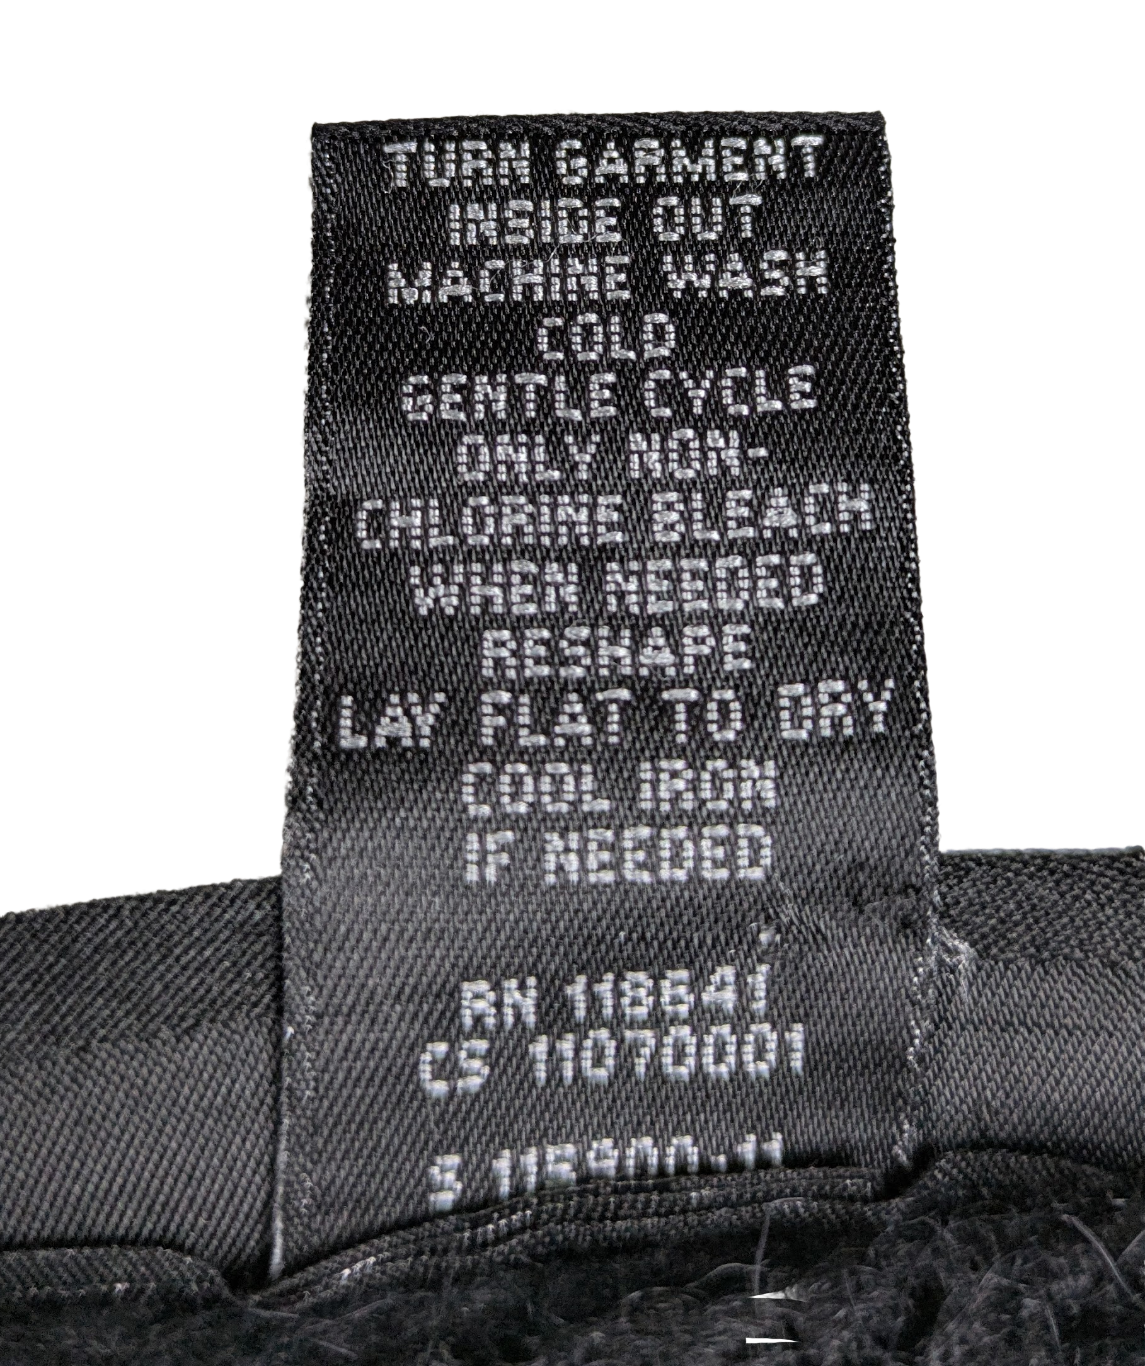 TURN GARMENT
INSIDE OUT
MACHINE WASH
COLD
GENTLE CYCLE
ONLY NON-
CHLORINE BLEACH
WHEN NEEDED
RESHAPE
LAY FLAT TO DRY
COOL IRON
IF NEEDED
RN 118841
CS 11070001